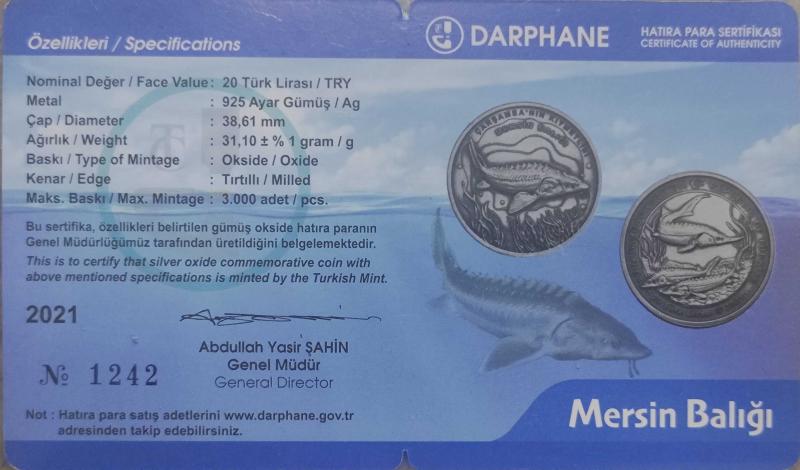 Özellikleri / Specifications
Nominal Değer / Face Value : 20 Türk Lirası / TRY
Metal : 925 Ayar Gümüş / Ag
Çap / Diameter : 38,61 mm
Ağırlık / Weight : 31,10 ± % 1 gram / g
Baskı / Type of Mintage : Okside / Oxide
Kenar / Edge : Tırtıllı / Milled
Maks. Baskı / Max. Mintage : 3.000 adet / pcs.
Bu sertifika, özellikleri belirtilen gümüş okside hatıra paranın
Genel Müdürlüğümüz tarafından üretildiğini belgelemektedir.
This is to certify that silver oxide commemorative coin with
above mentioned specifications is minted by the Turkish Mint.
2021
Abdullah Yasir ŞAHİN
Genel Müdür
General Director
№ 1242
Not : Hatıra para satış adetlerini www.darphane.gov.tr
adresinden takip edebilirsiniz.
DARPHANE
HATIRA PARA SERTİFİKASI
CERTIFICATE OF AUTHENTICITY
Mersin Balığı